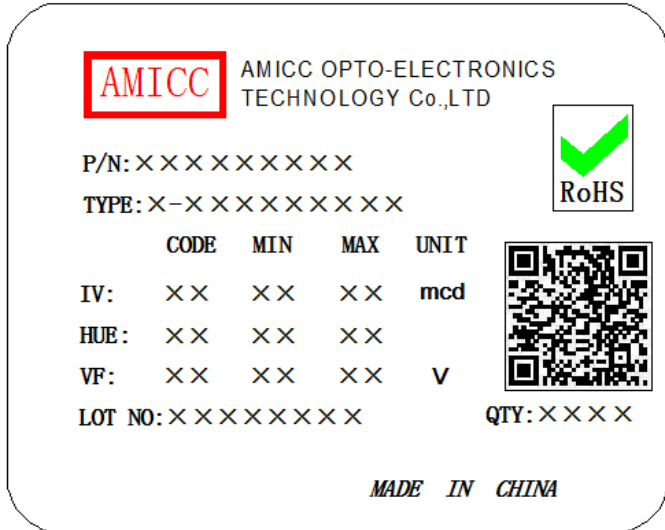 AMICC
AMICC OPTO-ELECTRONICS
TECHNOLOGY Co.,LTD
P/N:×××××××××
TYPE:×-×××××××××
RoHS
CODE MIN MAX UNIT
IV: ×× ×× ×× mcd
HUE: ×× ×× ××
VF: ×× ×× ×× V
LOT NO:××××××××
QTY:××××
MADE IN CHINA